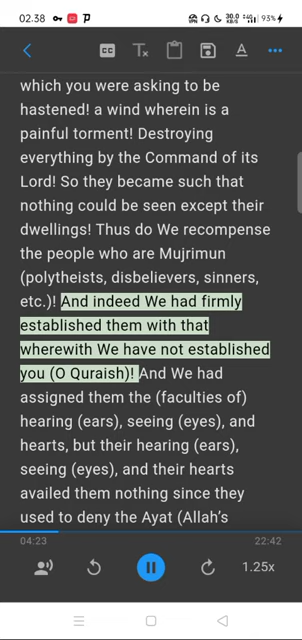 02.38
30.0 KB/S
93%
CC
A
which you were asking to be
hastened! a wind wherein is a
painful torment! Destroying
everything by the Command of its
Lord! So they became such that
nothing could be seen except their
dwellings! Thus do We recompense
the people who are Mujrimun
(polytheists, disbelievers, sinners,
etc.)! And indeed We had firmly
established them with that
wherewith We have not established
you (O Quraish)! And We had
assigned them the (faculties of)
hearing (ears), seeing (eyes), and
hearts, but their hearing (ears),
seeing (eyes), and their hearts
availed them nothing since they
used to deny the Ayat (Allah’s
04:23
22:42
1.25x